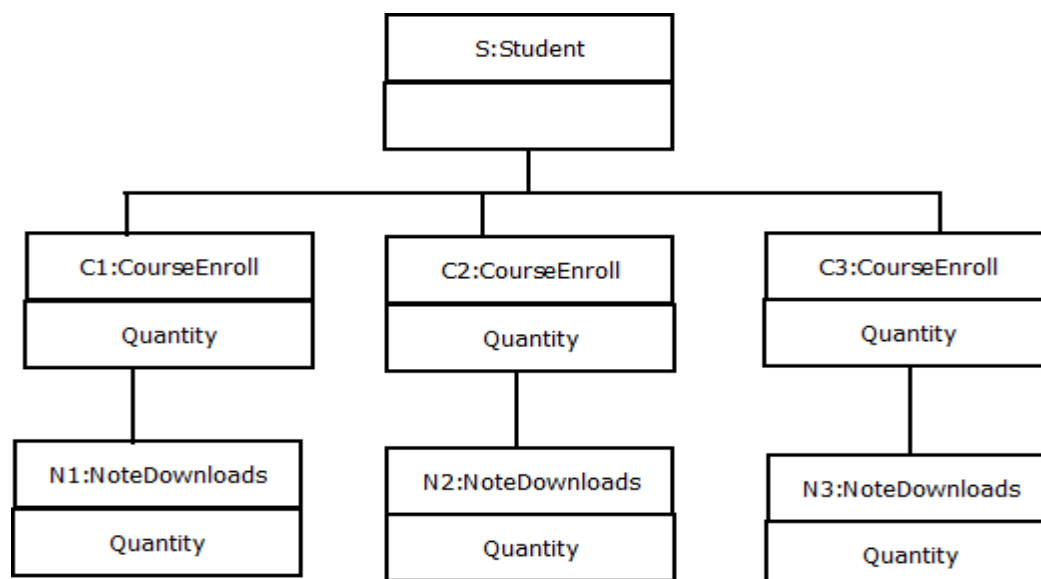 S:Student
C1:CourseEnroll
Quantity
C2:CourseEnroll
Quantity
C3:CourseEnroll
Quantity
N1:NoteDownloads
Quantity
N2:NoteDownloads
Quantity
N3:NoteDownloads
Quantity